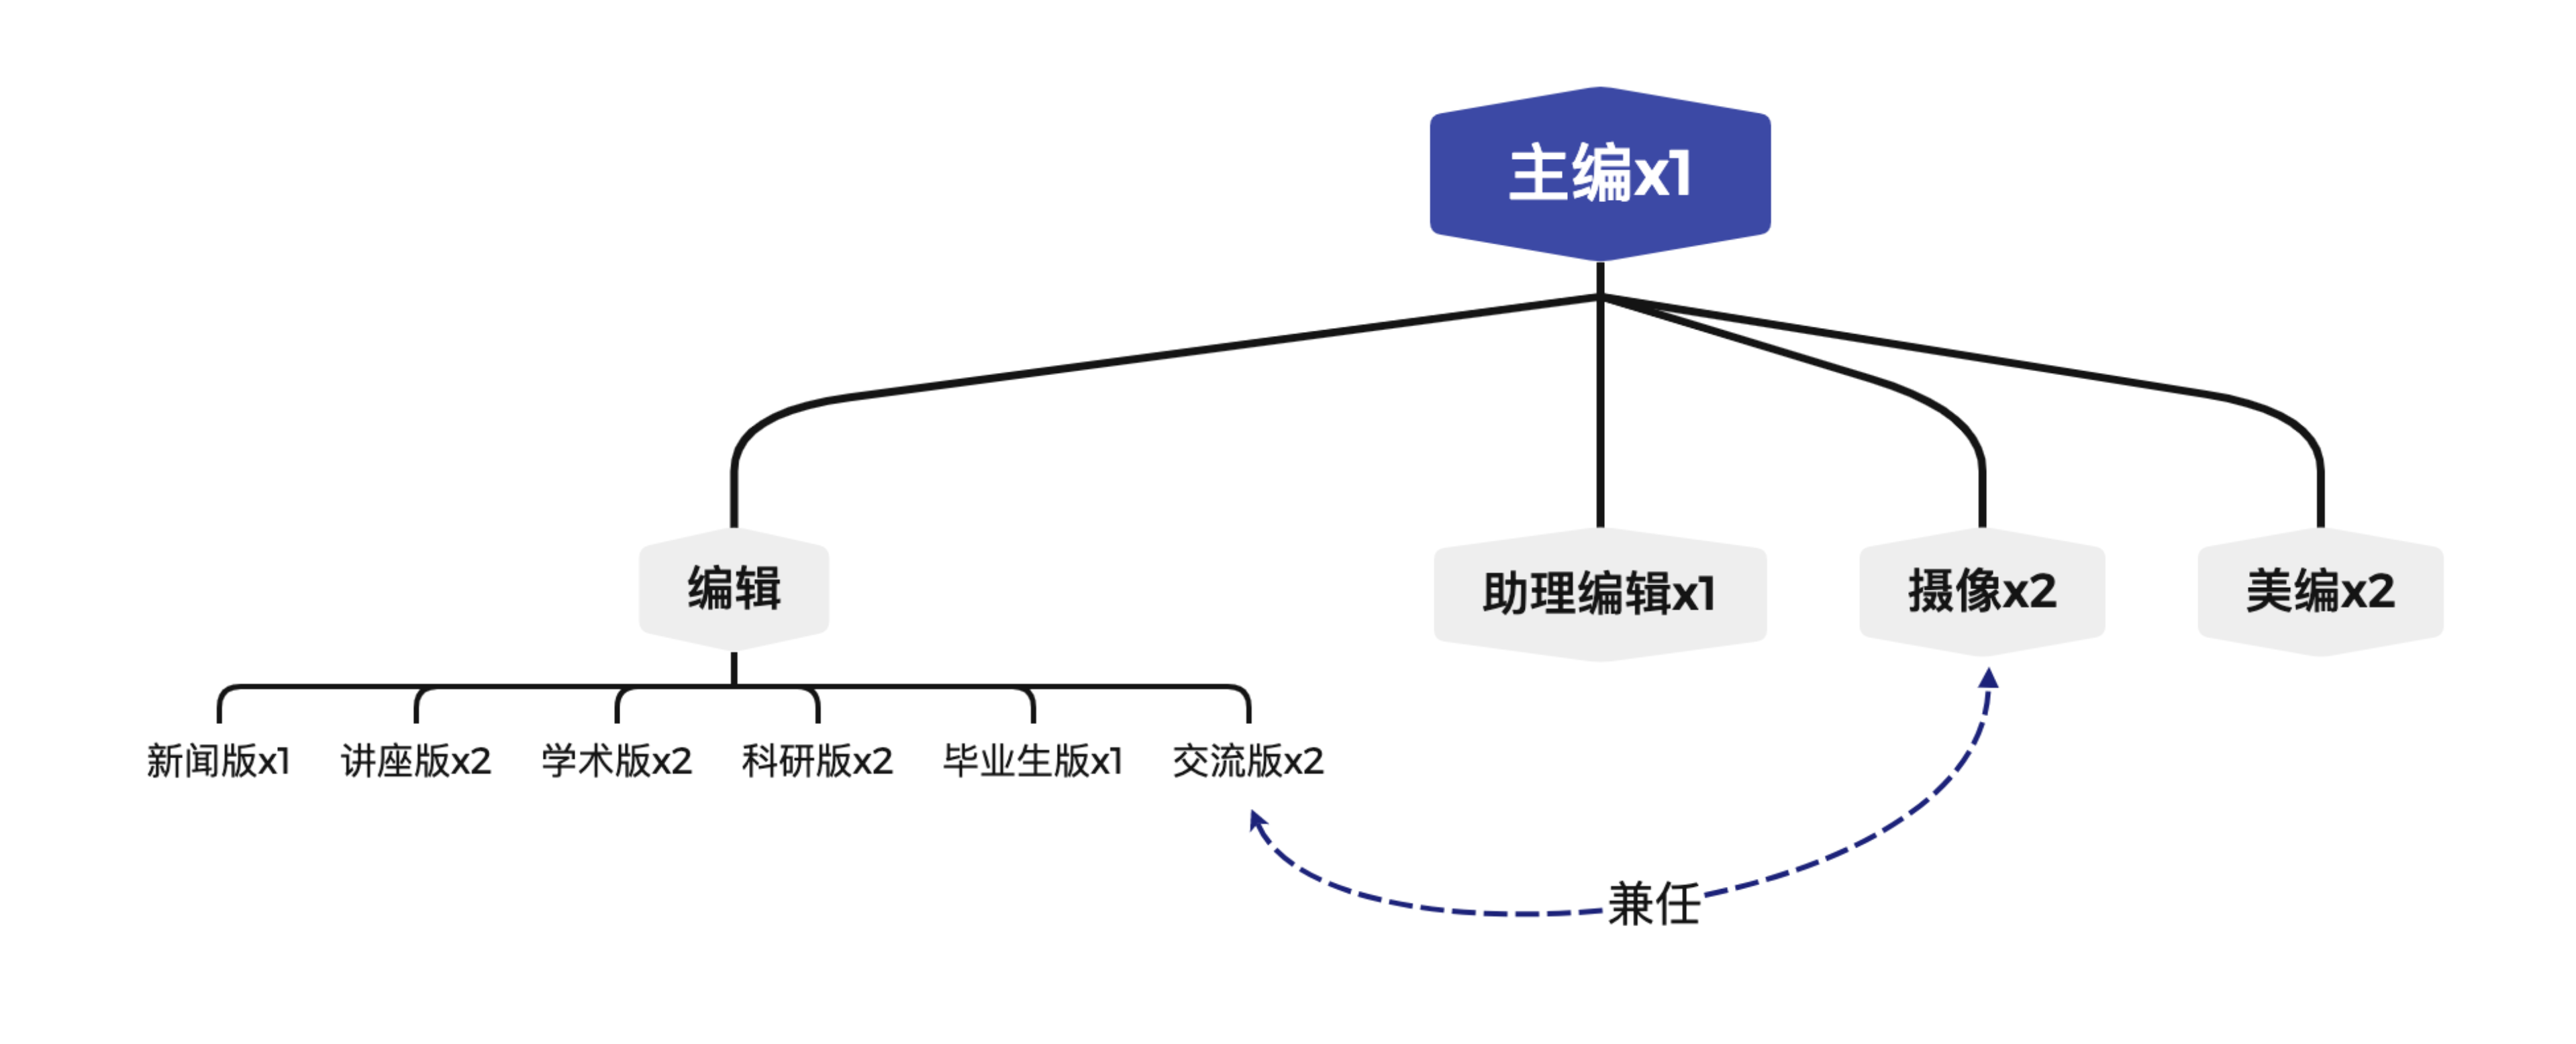 主编x1
编辑
助理编辑x1
摄像x2
美编x2
新闻版x1
讲座版x2
学术版x2
科研版x2
毕业生版x1
交流版x2
兼任